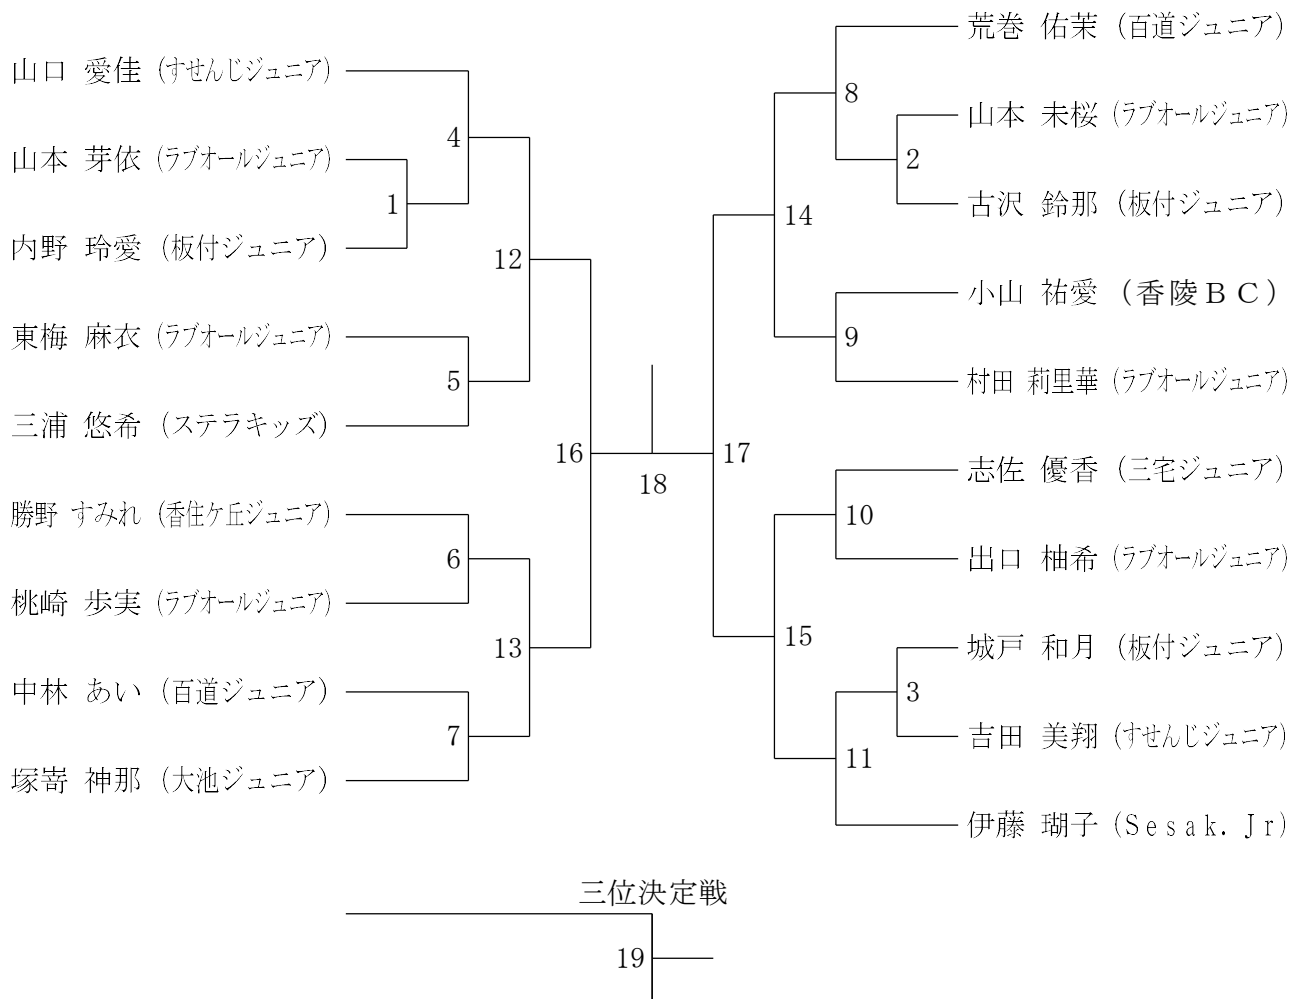 山口 愛佳 (すせんじジュニア)
4
山本 芽依 (ラブオールジュニア)
1
内野 玲愛 (板付ジュニア)
12
東梅 麻衣 (ラブオールジュニア)
5
三浦 悠希 (ステラキッズ)
16
勝野 すみれ (香住ケ丘ジュニア)
6
桃崎 歩実 (ラブオールジュニア)
13
中林 あい (百道ジュニア)
7
塚嵜 神那 (大池ジュニア)
18
荒巻 佑茉 (百道ジュニア)
8
山本 未桜 (ラブオールジュニア)
2
古沢 鈴那 (板付ジュニア)
14
小山 祐愛 (香陵BC)
9
村田 莉里華 (ラブオールジュニア)
17
志佐 優香 (三宅ジュニア)
10
出口 柚希 (ラブオールジュニア)
15
城戸 和月 (板付ジュニア)
3
吉田 美翔 (すせんじジュニア)
11
伊藤 瑚子 (Sesak.Jr)
三位決定戦
19